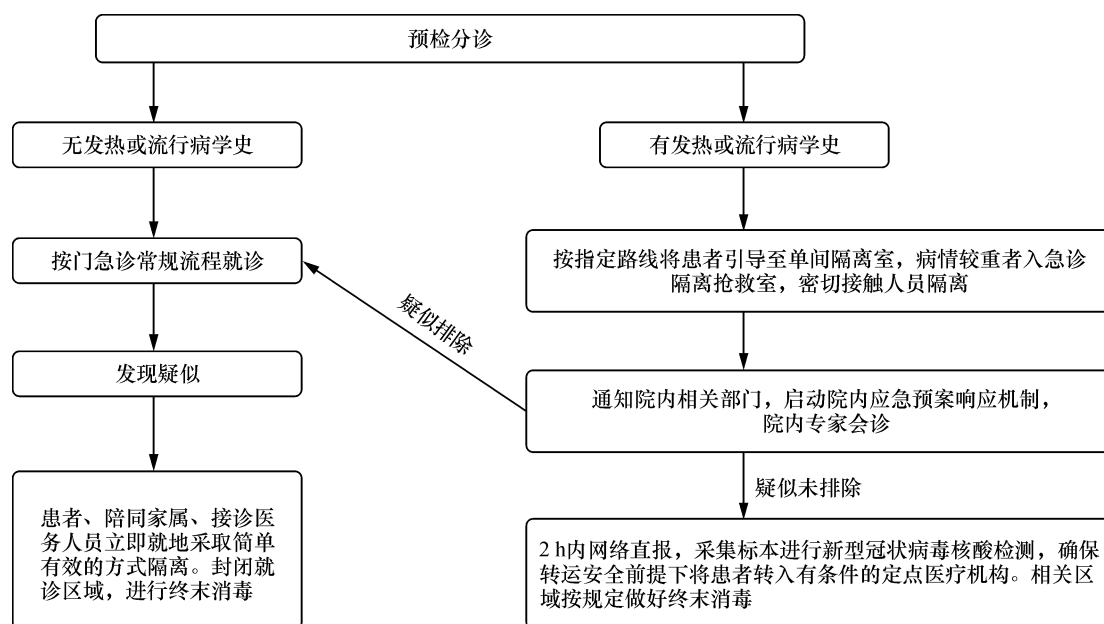 预检分诊
无发热或流行病学史
有发热或流行病学史
按门急诊常规流程就诊
按指定路线将患者引导至单间隔离室，病情较重者入急诊
隔离抢救室，密切接触人员隔离
疑似排除
发现疑似
通知院内相关部门，启动院内应急预案响应机制，
院内专家会诊
疑似未排除
患者、陪同家属、接诊医
务人员立即就地采取简单
有效的方式隔离。封闭就
诊区域，进行终末消毒
2 h内网络直报，采集标本进行新型冠状病毒核酸检测，确保
转运安全前提下将患者转入有条件的定点医疗机构。相关区
域按规定做好终末消毒